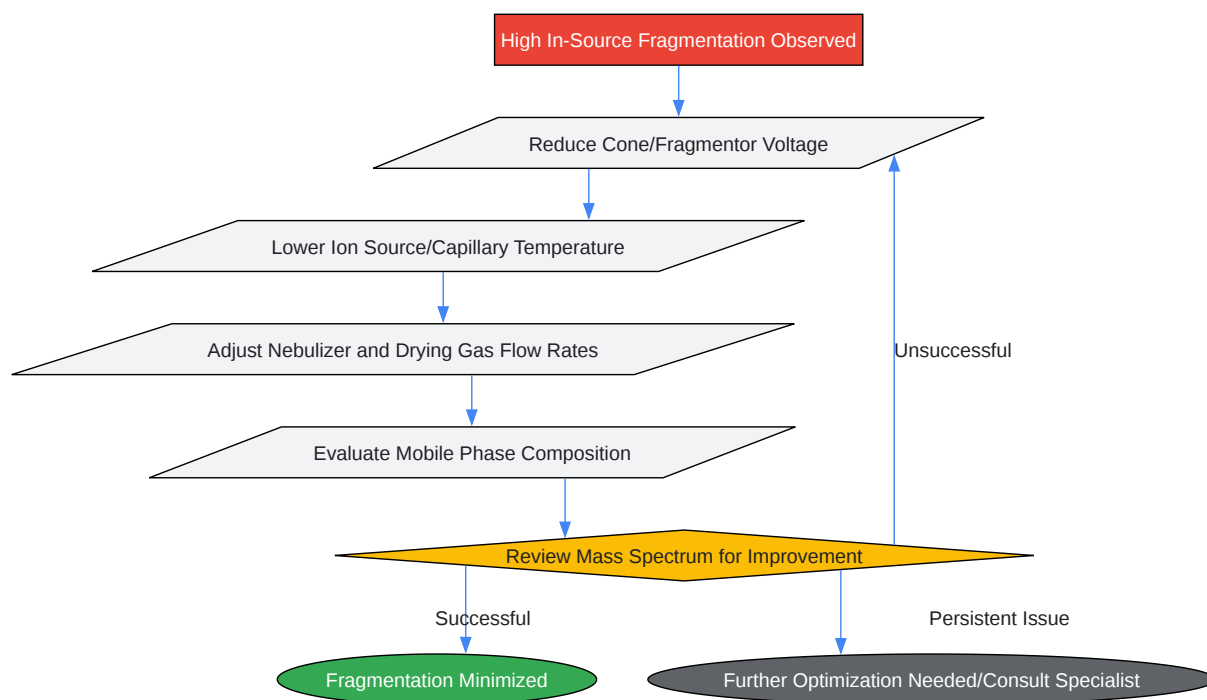 High In-Source Fragmentation Observed
Reduce Cone/Fragmentor Voltage
Lower Ion Source/Capillary Temperature
Adjust Nebulizer and Drying Gas Flow Rates
Unsuccessful
Evaluate Mobile Phase Composition
Review Mass Spectrum for Improvement
Successful
Persistent Issue
Fragmentation Minimized
Further Optimization Needed/Consult Specialist